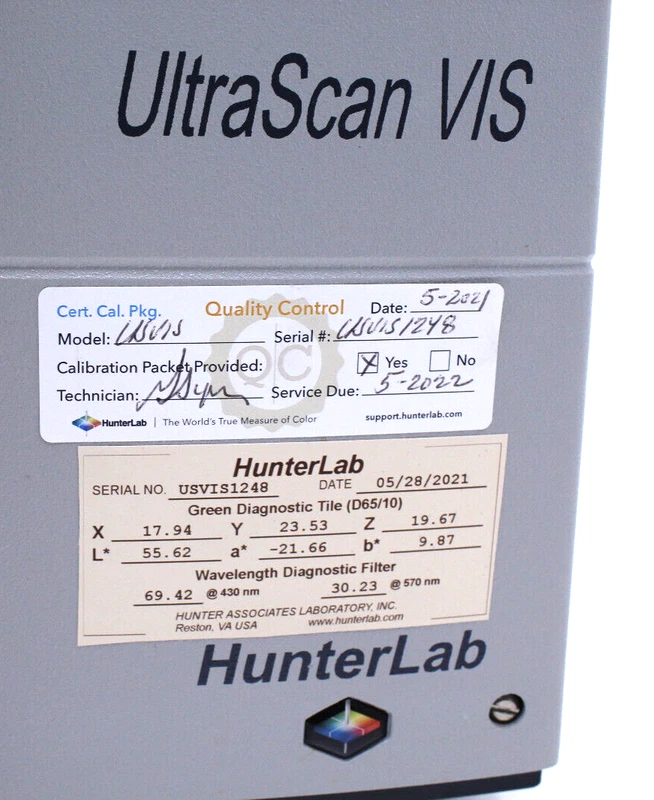 UltraScan VIS
Cert. Cal. Pkg. Quality Control Date: 5-2021
Model: USVIS Serial #: USVIS1248
QC
Calibration Packet Provided: X Yes No
Technician: Service Due: 5-2022
HunterLab | The World's True Measure of Color support.hunterlab.com
HunterLab
SERIAL NO. USVIS1248 DATE 05/28/2021
Green Diagnostic Tile (D65/10)
X 17.94 Y 23.53 Z 19.67
L* 55.62 a* -21.66 b* 9.87
Wavelength Diagnostic Filter
69.42 @ 430 nm 30.23 @ 570 nm
HUNTER ASSOCIATES LABORATORY, INC.
Reston, VA USA www.hunterlab.com
HunterLab